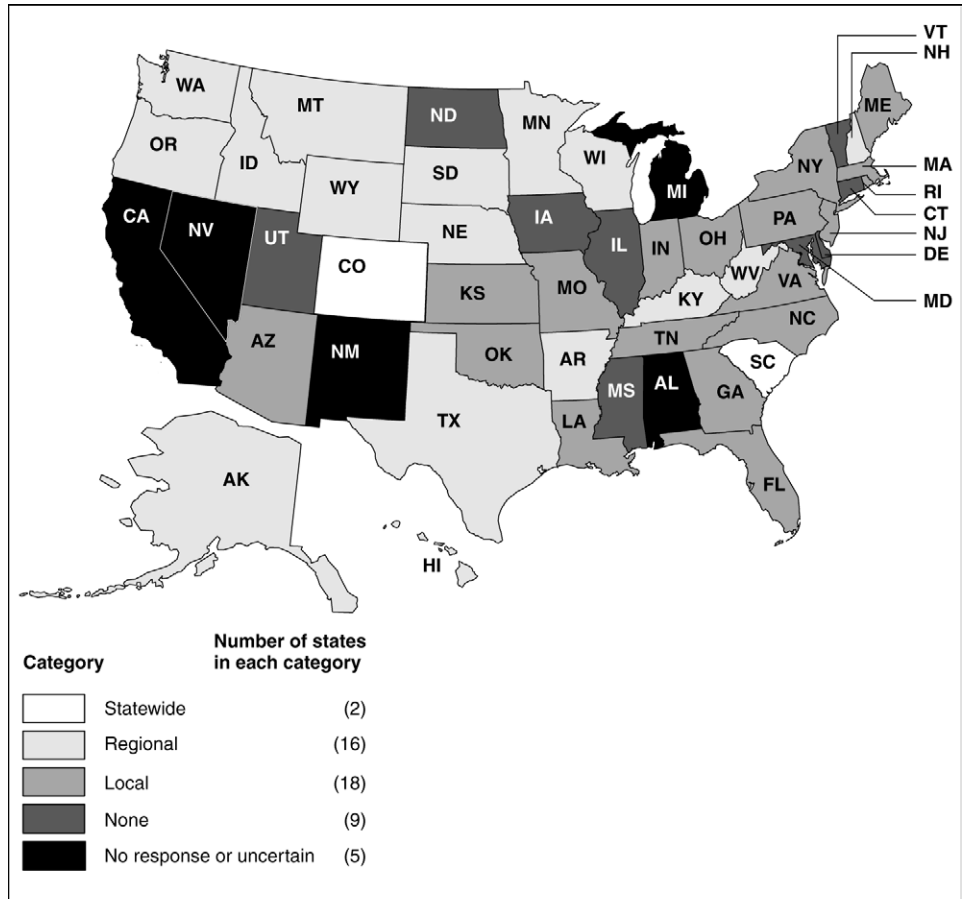 VT
NH
WA
MT
ND
MN
ME
OR
ID
SD
WI
NY
MA
WY
MI
RI
CA
NV
IA
PA
CT
NE
NJ
UT
IL
IN
OH
DE
CO
WV
VA
MD
KS
MO
KY
NC
AZ
NM
OK
TN
AR
SC
MS
AL
GA
TX
LA
AK
FL
HI
Category
Number of states
in each category
Statewide (2)
Regional (16)
Local (18)
None (9)
No response or uncertain (5)